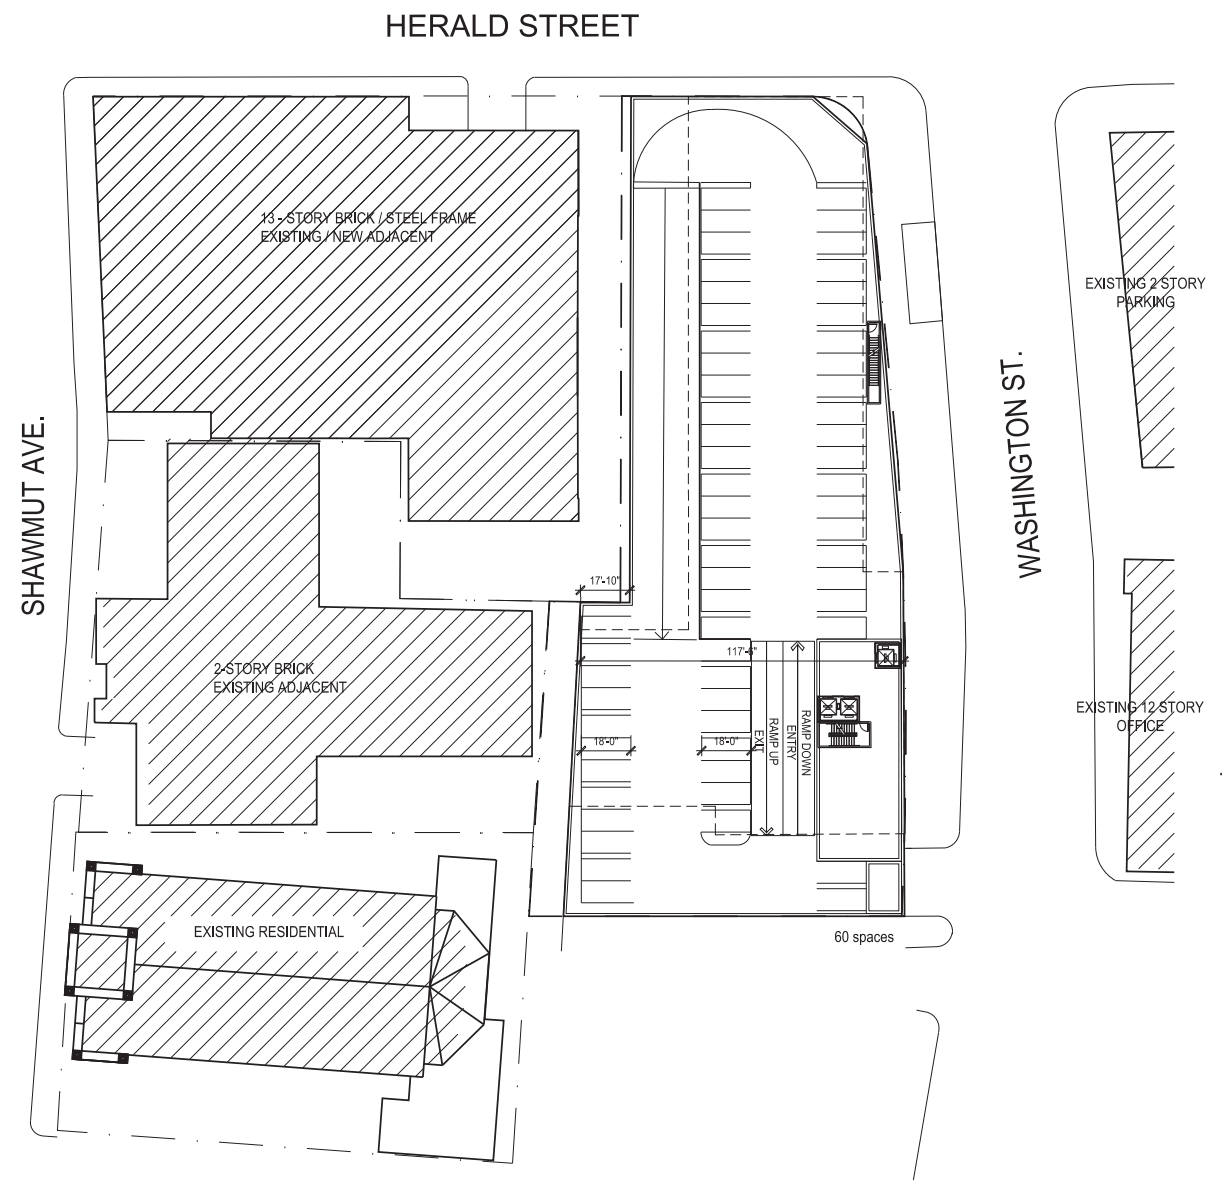 HERALD STREET
13 - STORY BRICK / STEEL FRAME
EXISTING / NEW ADJACENT
EXISTING 2 STORY
PARKING
SHAWMUT AVE.
WASHINGTON ST.
17'-10"
117'-6"
2-STORY BRICK
EXISTING ADJACENT
18'-0"
18'-0"
EXIT
RAMP UP
ENTRY
RAMP DOWN
EXISTING 12 STORY
OFFICE
EXISTING RESIDENTIAL
60 spaces